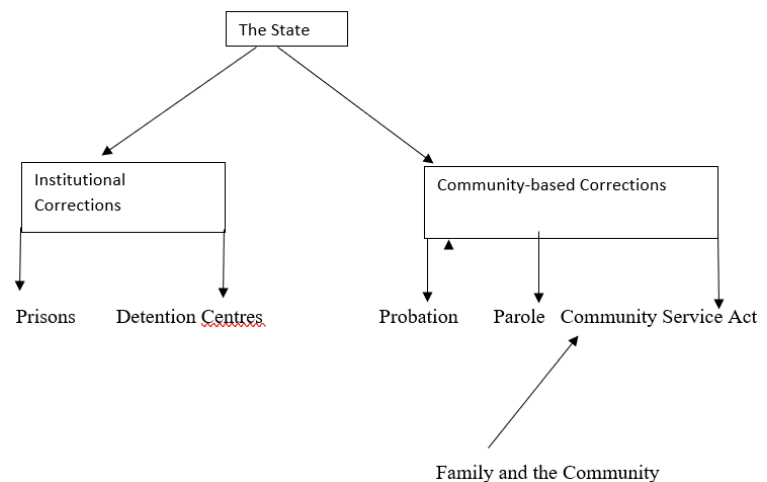 The State
Institutional
Corrections
Community-based Corrections
Prisons
Detention Centres
Probation
Parole
Community Service Act
Family and the Community